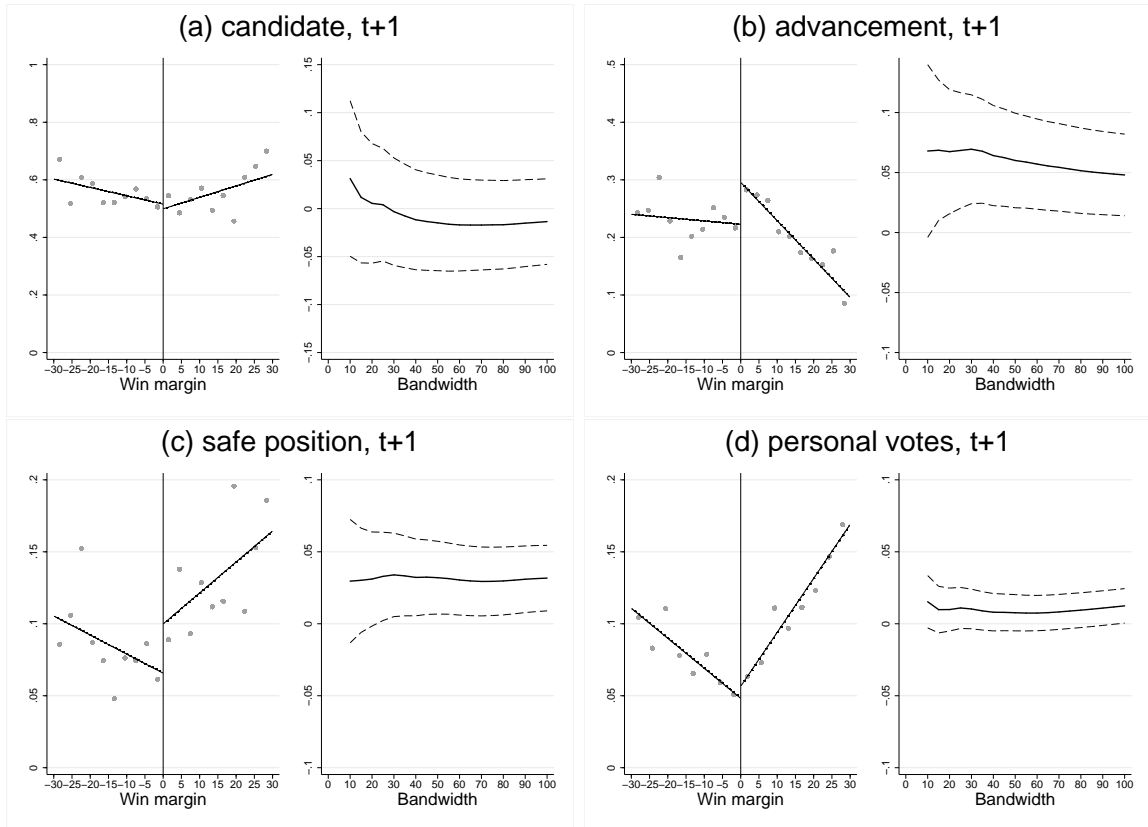 (a) candidate, t+1
1
.8
.6
.4
.2
0
−30 −25 −20 −15 −10 −5 0 5 10 15 20 25 30
Win margin
.15
.1
.05
0
−.05
−.1
−.15
0 10 20 30 40 50 60 70 80 90 100
Bandwidth
(b) advancement, t+1
.5
.4
.3
.2
.1
0
−30 −25 −20 −15 −10 −5 0 5 10 15 20 25 30
Win margin
.1
.05
0
−.05
−.1
0 10 20 30 40 50 60 70 80 90 100
Bandwidth
(c) safe position, t+1
.2
.15
.1
.05
0
−30 −25 −20 −15 −10 −5 0 5 10 15 20 25 30
Win margin
.1
.05
0
−.05
−.1
0 10 20 30 40 50 60 70 80 90 100
Bandwidth
(d) personal votes, t+1
.2
.15
.1
.05
0
−30 −25 −20 −15 −10 −5 0 5 10 15 20 25 30
Win margin
.1
.05
0
−.05
−.1
0 10 20 30 40 50 60 70 80 90 100
Bandwidth